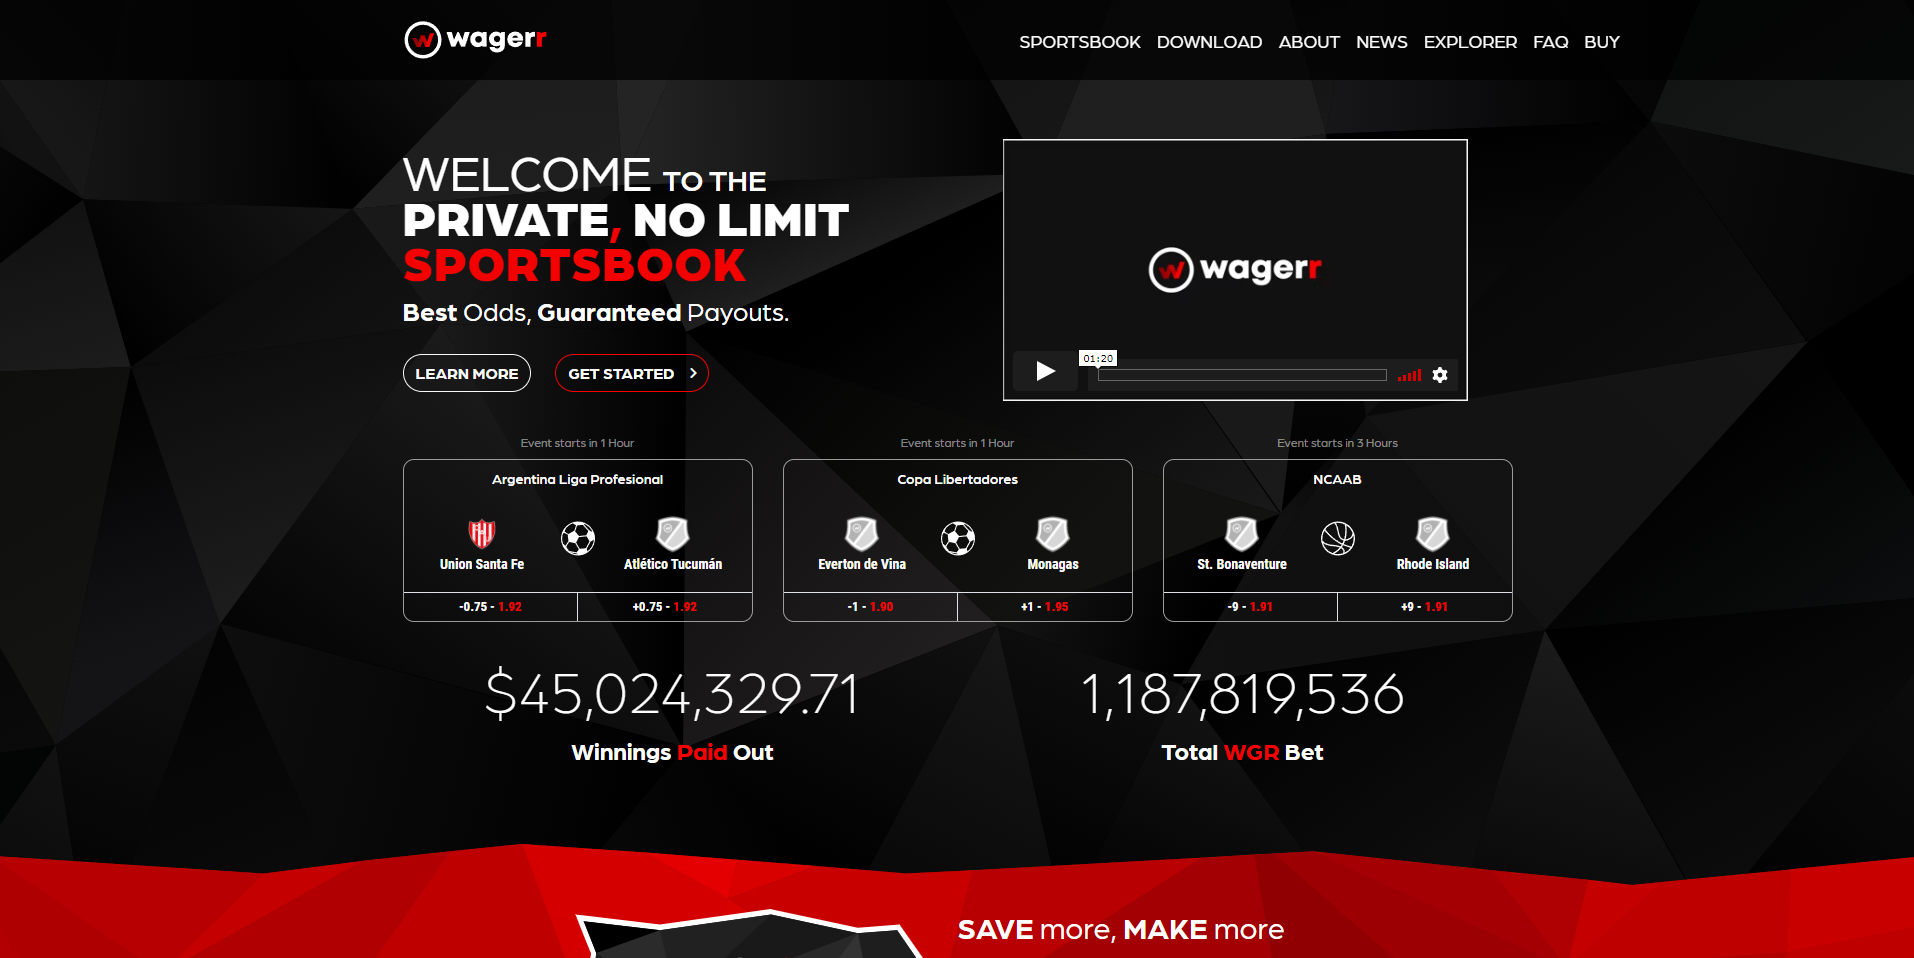 wagerr
SPORTSBOOK DOWNLOAD ABOUT NEWS EXPLORER FAQ BUY
WELCOME TO THE
PRIVATE, NO LIMIT
SPORTSBOOK
Best Odds, Guaranteed Payouts.
LEARN MORE GET STARTED
wagerr
01:20
Event starts in 1 Hour
Argentina Liga Profesional
Union Santa Fe Atlético Tucumán
-0.75 - 1.92 +0.75 - 1.92
Event starts in 1 Hour
Copa Libertadores
Everton de Vina Monagas
-1 - 1.90 +1 - 1.95
Event starts in 3 Hours
NCAAB
St. Bonaventure Rhode Island
-9 - 1.91 +9 - 1.91
$45,024,329.71
Winnings Paid Out
1,187,819,536
Total WGR Bet
SAVE more, MAKE more